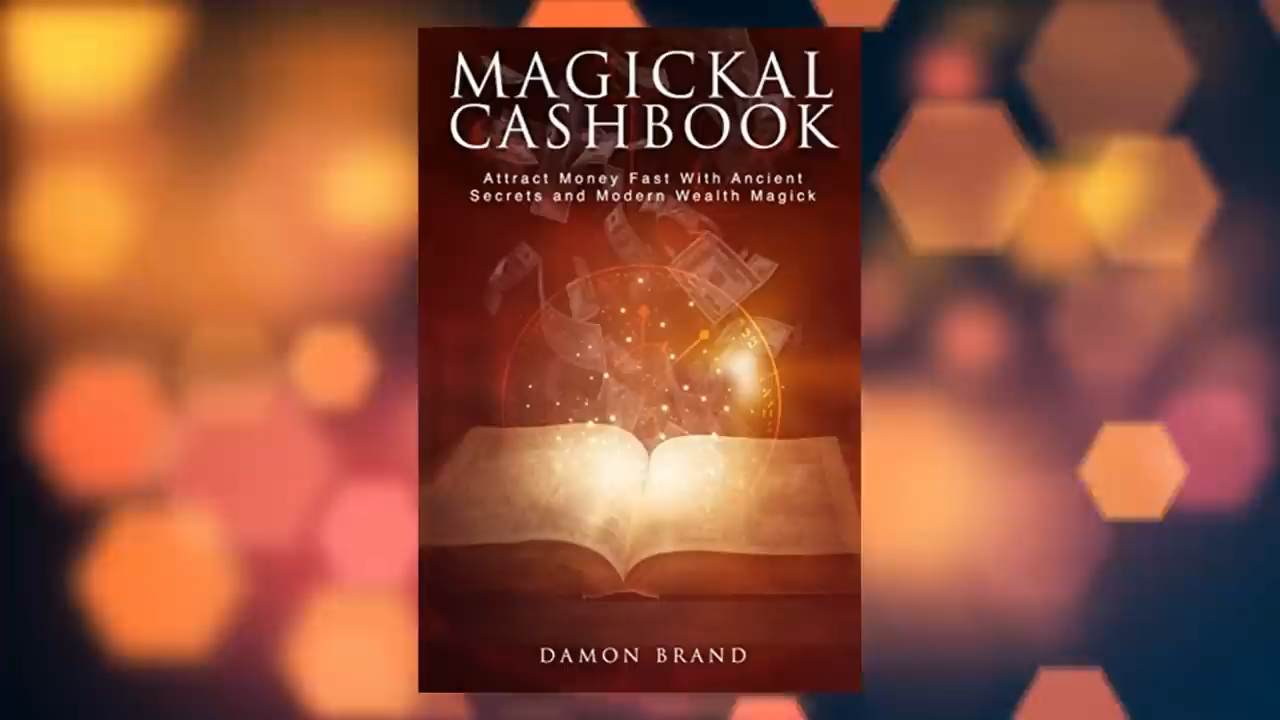 MAGICKAL
CASHBOOK
Attract Money Fast With Ancient
Secrets and Modern Wealth Magick
DAMON BRAND